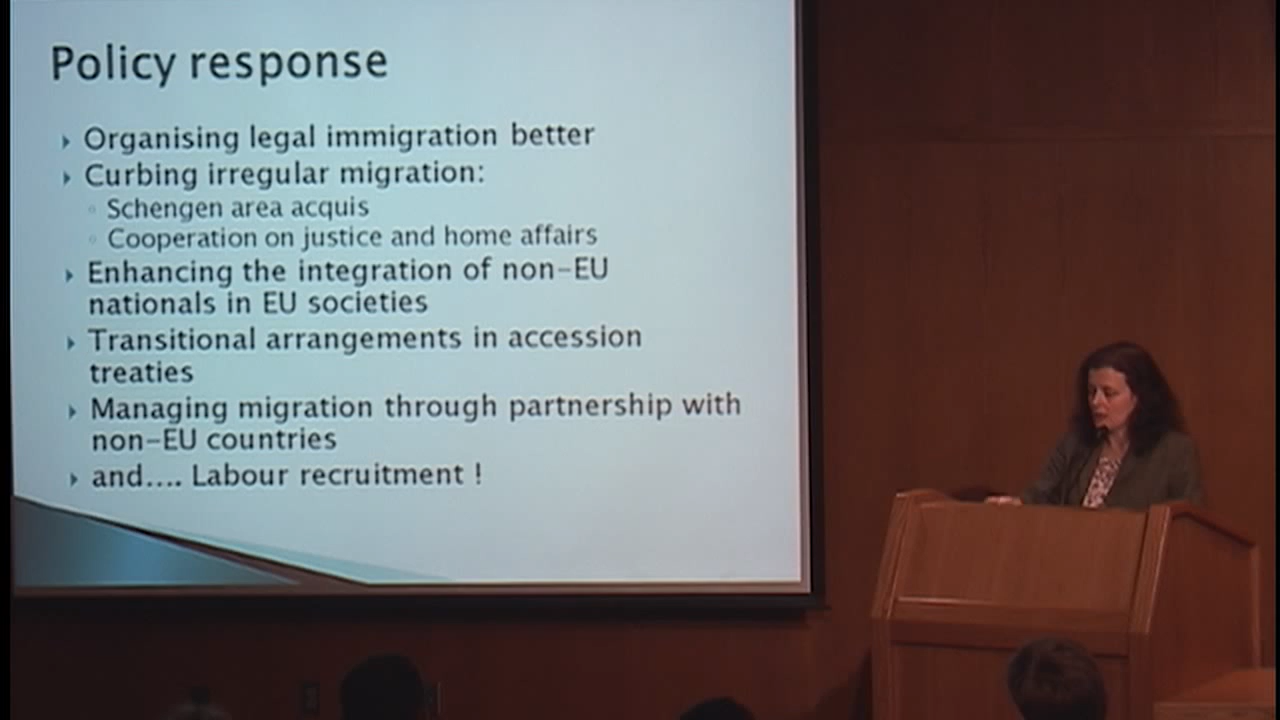 Policy response
Organising legal immigration better
Curbing irregular migration:
Schengen area acquis
Cooperation on justice and home affairs
Enhancing the integration of non-EU
nationals in EU societies
Transitional arrangements in accession
treaties
Managing migration through partnership with
non-EU countries
and.... Labour recruitment !